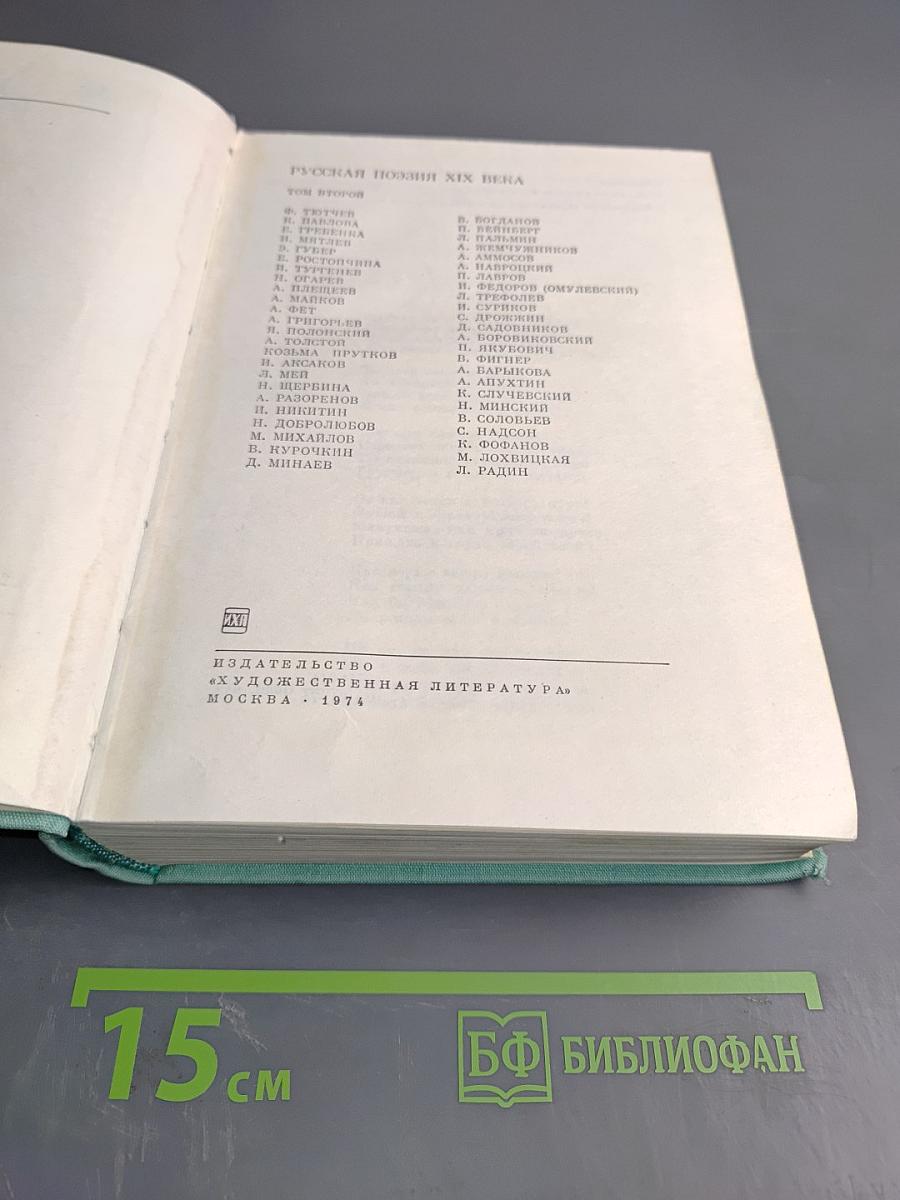 РУССКАЯ ПОЭЗИЯ XIX ВЕКА
ТОМ ВТОРОЙ
Ф. ТЮТЧЕВ
К. ПАВЛОВА
Е. ГРЕБЕНКА
И. МЯТЛЕВ
Э. ГУБЕР
Е. РОСТОПЧИНА
И. ТУРГЕНЕВ
Н. ОГАРЕВ
А. ПЛЕЩЕЕВ
А. МАЙКОВ
А. ФЕТ
А. ГРИГОРЬЕВ
Я. ПОЛОНСКИЙ
А. ТОЛСТОЙ
КОЗЬМА ПРУТКОВ
И. АКСАКОВ
Л. МЕЙ
Н. ЩЕРБИНА
А. РАЗОРЕНОВ
И. НИКИТИН
Н. ДОБРОЛЮБОВ
М. МИХАЙЛОВ
В. КУРОЧКИН
Д. МИНАЕВ
В. БОГДАНОВ
П. ВЕЙНБЕРГ
Л. ПАЛЬМИН
А. ЖЕМЧУЖНИКОВ
А. АММОСОВ
А. НАВРОЦКИЙ
П. ЛАВРОВ
И. ФЕДОРОВ (ОМУЛЕВСКИЙ)
Л. ТРЕФОЛЕВ
И. СУРИКОВ
С. ДРОЖЖИН
Д. САДОВНИКОВ
А. БОРОВИКОВСКИЙ
П. ЯКУБОВИЧ
В. ФИГНЕР
А. БАРЫКОВА
А. АПУХТИН
К. СЛУЧЕВСКИЙ
Н. МИНСКИЙ
В. СОЛОВЬЕВ
С. НАДСОН
К. ФОФАНОВ
М. ЛОХВИЦКАЯ
Л. РАДИН
ИХЛ
ИЗДАТЕЛЬСТВО
«ХУДОЖЕСТВЕННАЯ ЛИТЕРАТУРА»
МОСКВА · 1974
15 см
БФ БИБЛИОФАН